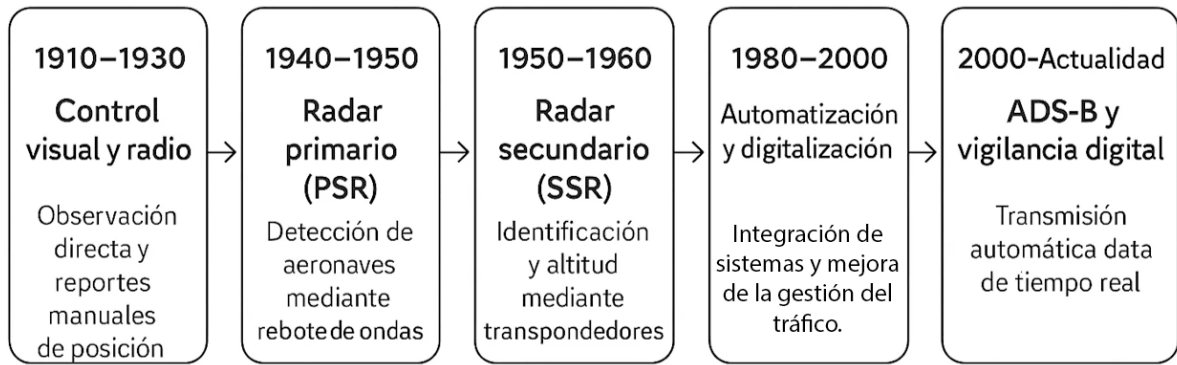 1910–1930
Control
visual y radio
Observación
directa y
reportes
manuales
de posición
1940–1950
Radar
primario
(PSR)
Detección de
aeronaves
mediante
rebote de ondas
1950–1960
Radar
secundario
(SSR)
Identificación
y altitud
mediante
transpondedores
1980–2000
Automatización
y digitalización
Integración de
sistemas y mejora
de la gestión del
tráfico.
2000-Actualidad
ADS-B y
vigilancia digital
Transmisión
automática data
de tiempo real